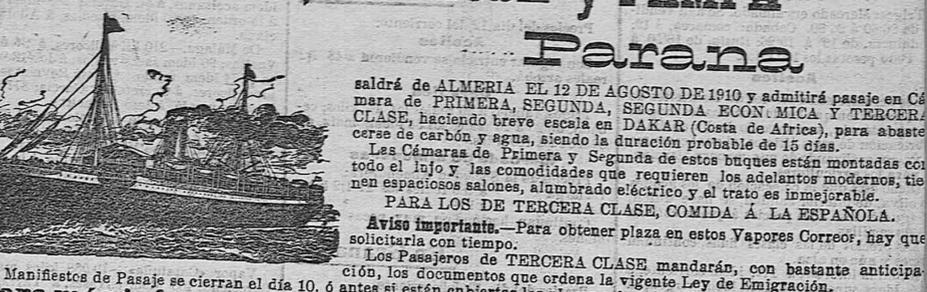 Parana
saldrá de ALMERIA EL 12 DE AGOSTO DE 1910 y admitirá pasaje en Cá
mara de PRIMERA, SEGUNDA, SEGUNDA ECON MICA Y TERCERA
CLASE, haciendo breve escala en DAKAR (Costa de Africa), para abaste
cerse de carbón y agua, siendo la duración probable de 15 días.
Las Cámaras de Primera y Segunda de estos buques están montadas con
todo el lujo y las comodidades que requieren los adelantos modernos, tie
nen espaciosos salones, alumbrado eléctrico y el trato es inmejorable.
PARA LOS DE TERCERA CLASE, COMIDA Á LA ESPAÑOLA.
Aviso importante.—Para obtener plaza en estos Vapores Correos, hay que
solicitarla con tiempo.
Los Pasajeros de TERCERA CLASE mandarán, con bastante anticipa-
ción, los documentos que ordena la vigente Ley de Emigración.
Manifiestos de Pasaje se cierran el día 10, ó antes si están cubiertos